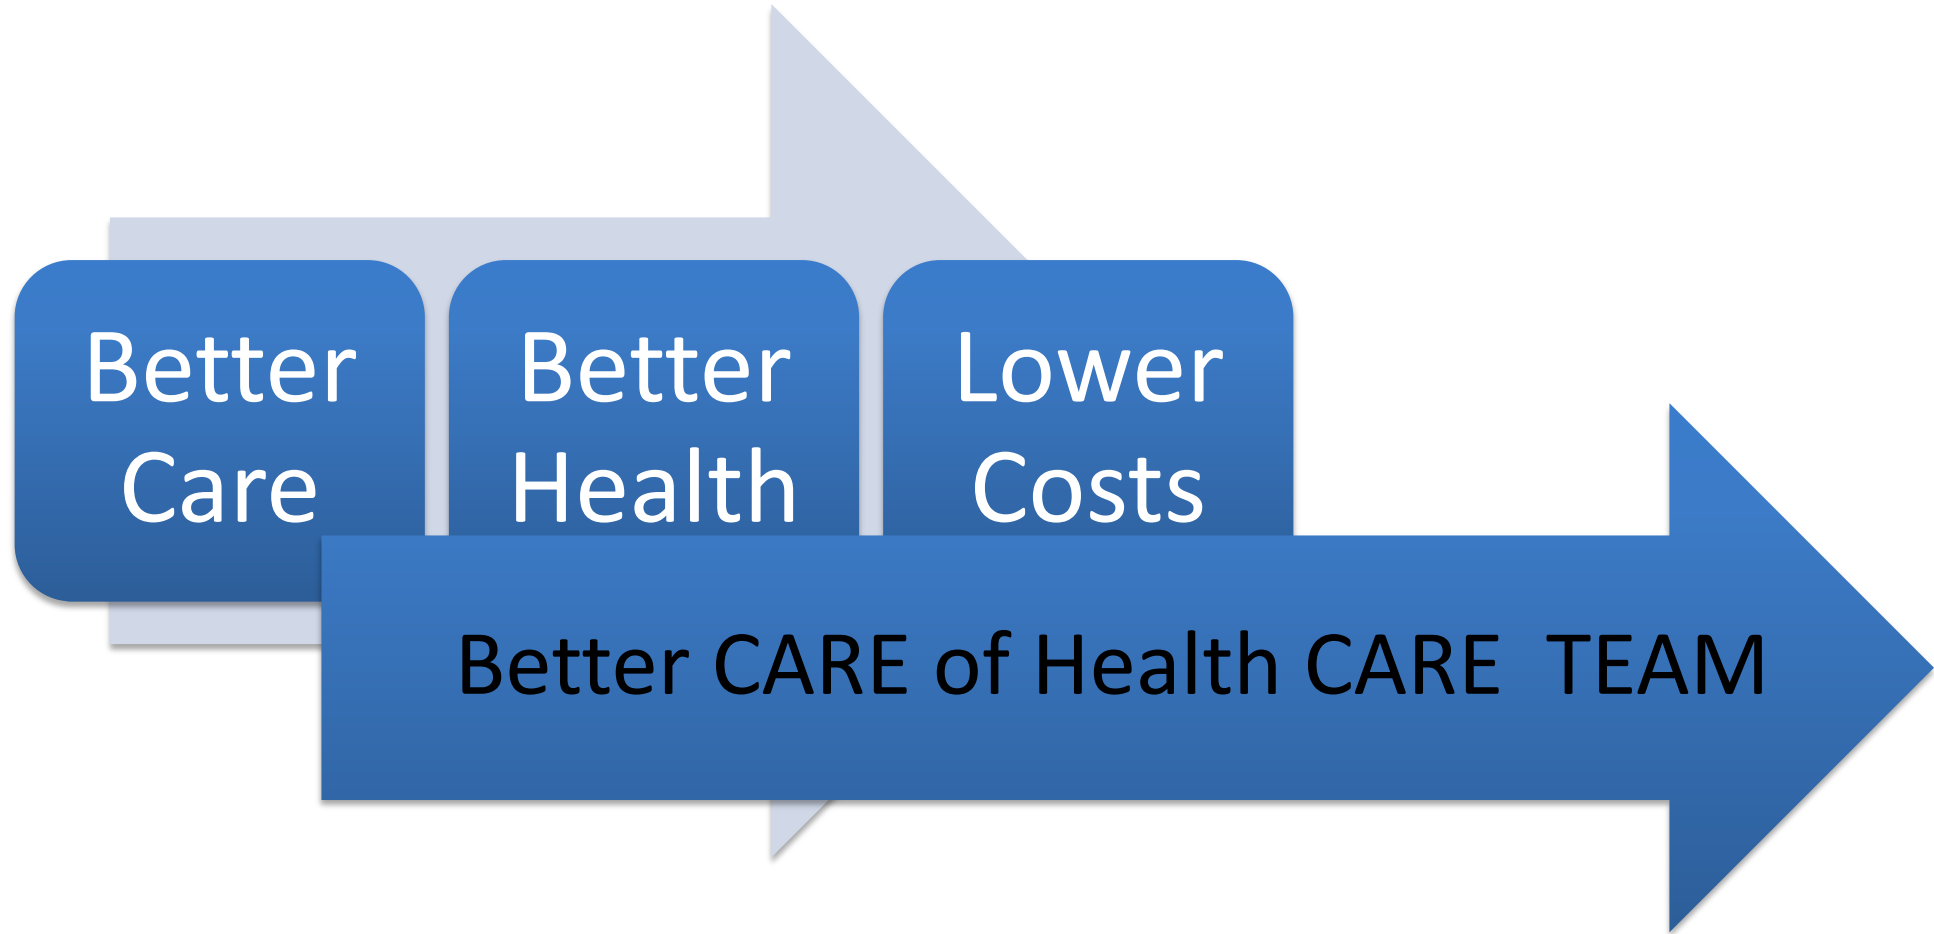 Better
Care
Better
Health
Lower
Costs
Better CARE of Health CARE  TEAM